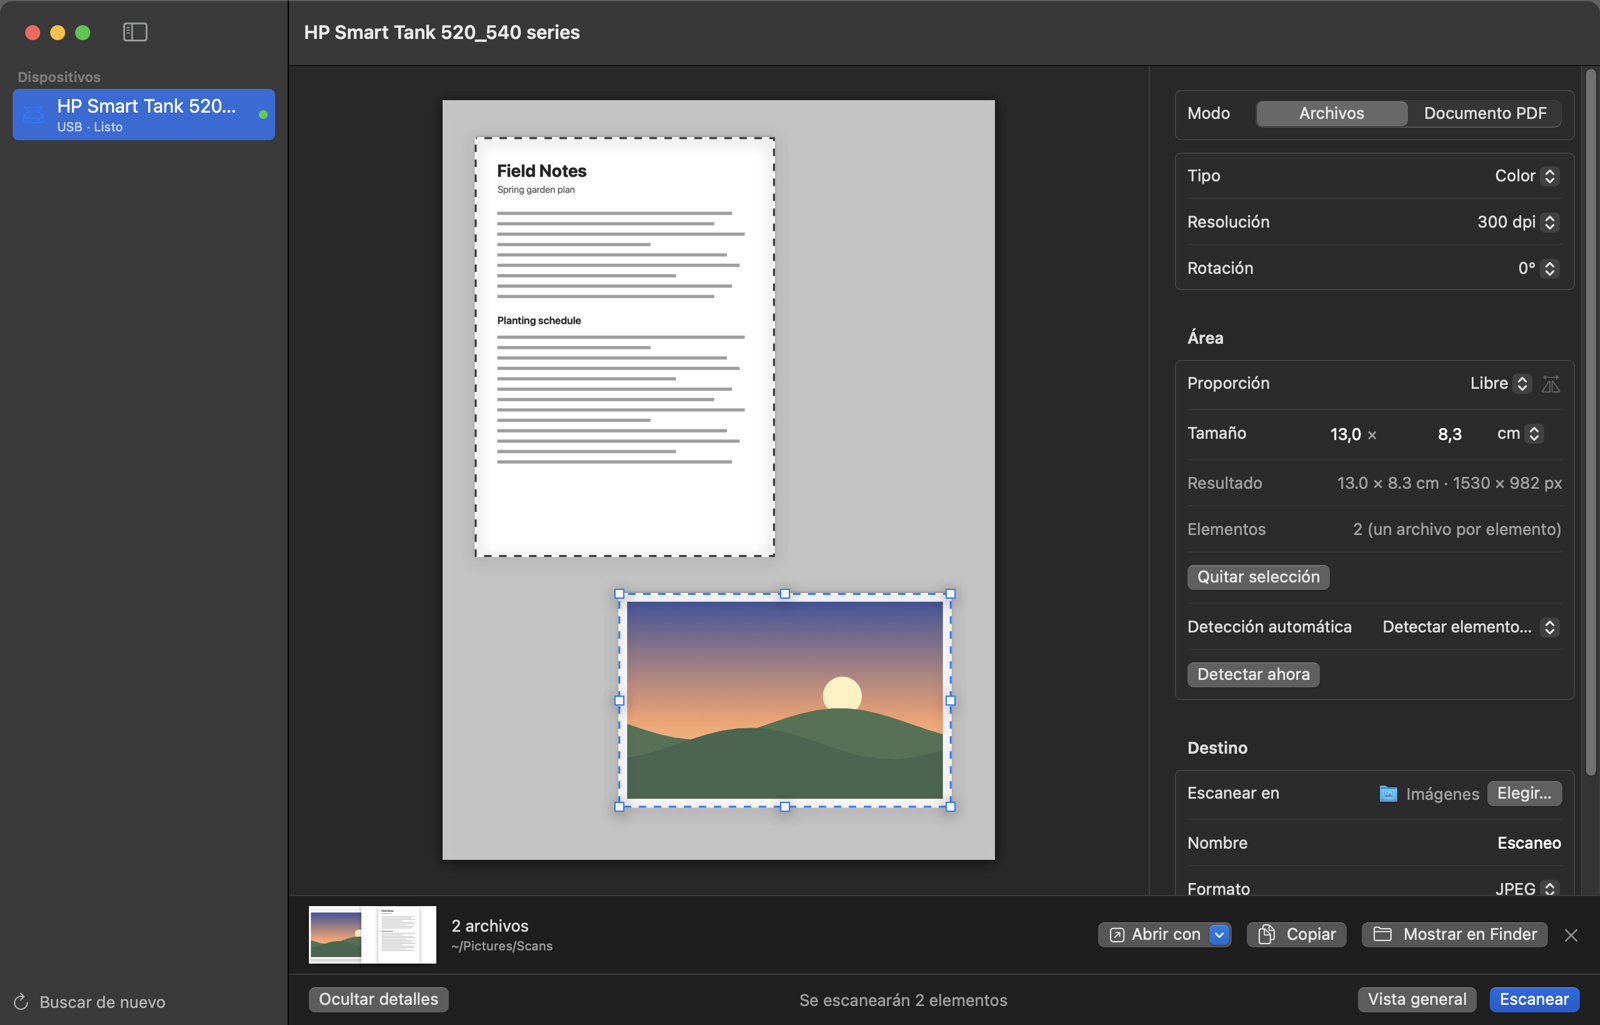 HP Smart Tank 520_540 series
Dispositivos
HP Smart Tank 520...
USB · Listo
Buscar de nuevo
Field Notes
Spring garden plan
Planting schedule
Modo
Archivos
Documento PDF
Tipo
Color
Resolución
300 dpi
Rotación
0°
Área
Proporción
Libre
Tamaño
13,0 ×
8,3
cm
Resultado
13.0 × 8.3 cm · 1530 × 982 px
Elementos
2 (un archivo por elemento)
Quitar selección
Detección automática
Detectar elemento...
Detectar ahora
Destino
Escanear en
Imágenes
Elegir...
Nombre
Escaneo
Formato
JPEG
2 archivos
~/Pictures/Scans
Abrir con
Copiar
Mostrar en Finder
Ocultar detalles
Se escanearán 2 elementos
Vista general
Escanear